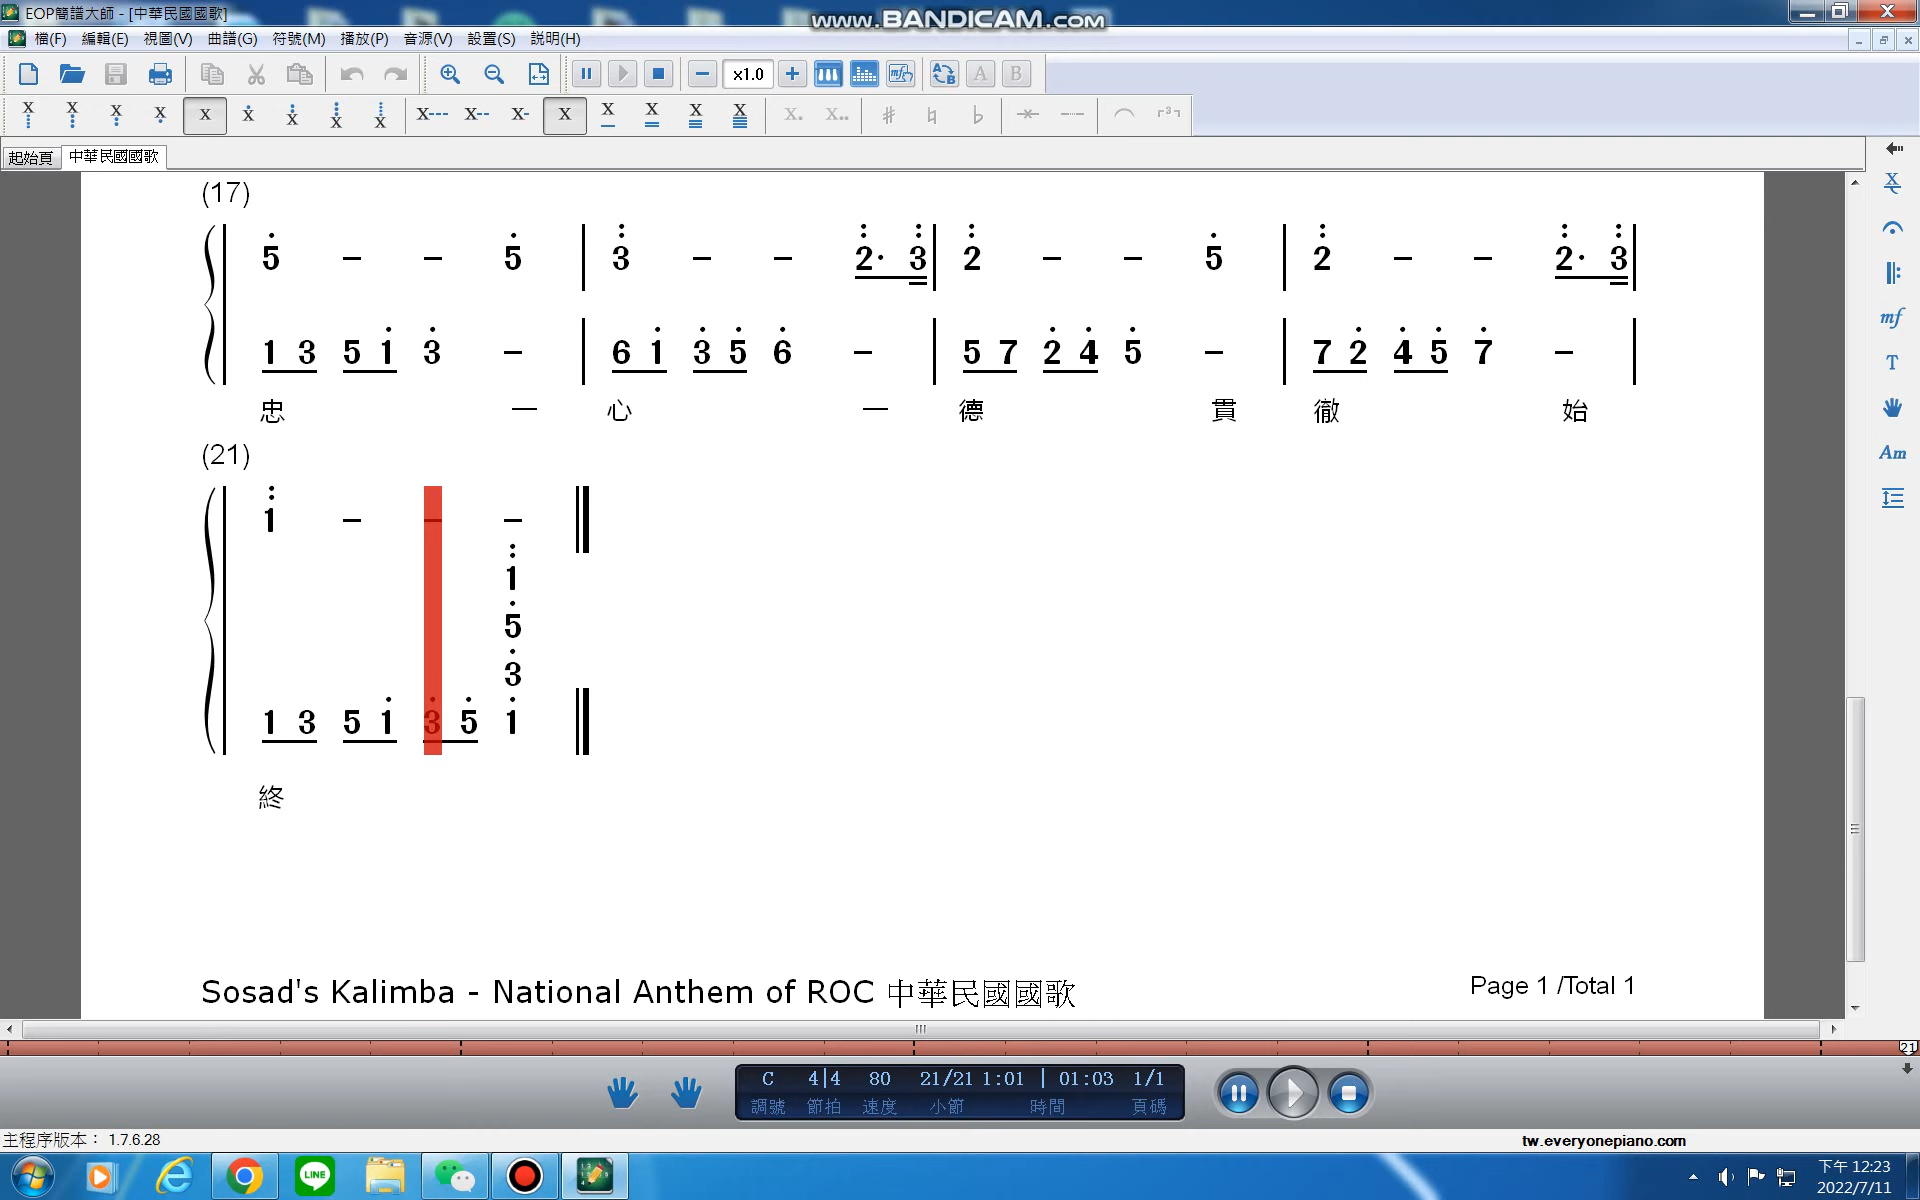 EOP簡譜大師 - [中華民國國歌]
www.BANDICAM.com
檔(F) 編輯(E) 視圖(V) 曲譜(G) 符號(M) 播放(P) 音源(V) 設置(S) 說明(H)
x1.0
A B
X X X X X X X X X X--- X-- X- X X X X X X. X..
起始頁 中華民國國歌
(17)
5 – – 5 | 3 – – 2· 3 | 2 – – 5 | 2 – – 2· 3 |
1 3 5 1 3 – | 6 1 3 5 6 – | 5 7 2 4 5 – | 7 2 4 5 7 – |
忠 一 心 一 德 貫 徹 始
(21)
1 – – –
1
5
3
1 3 5 1 3 5 1
終
mf
T
Am
Sosad's Kalimba - National Anthem of ROC 中華民國國歌
Page 1 /Total 1
21
C 4|4 80 21/21 1:01 | 01:03 1/1
調號 節拍 速度 小節 時間 頁碼
主程序版本： 1.7.6.28
tw.everyonepiano.com
LINE
下午 12:23
2022/7/11